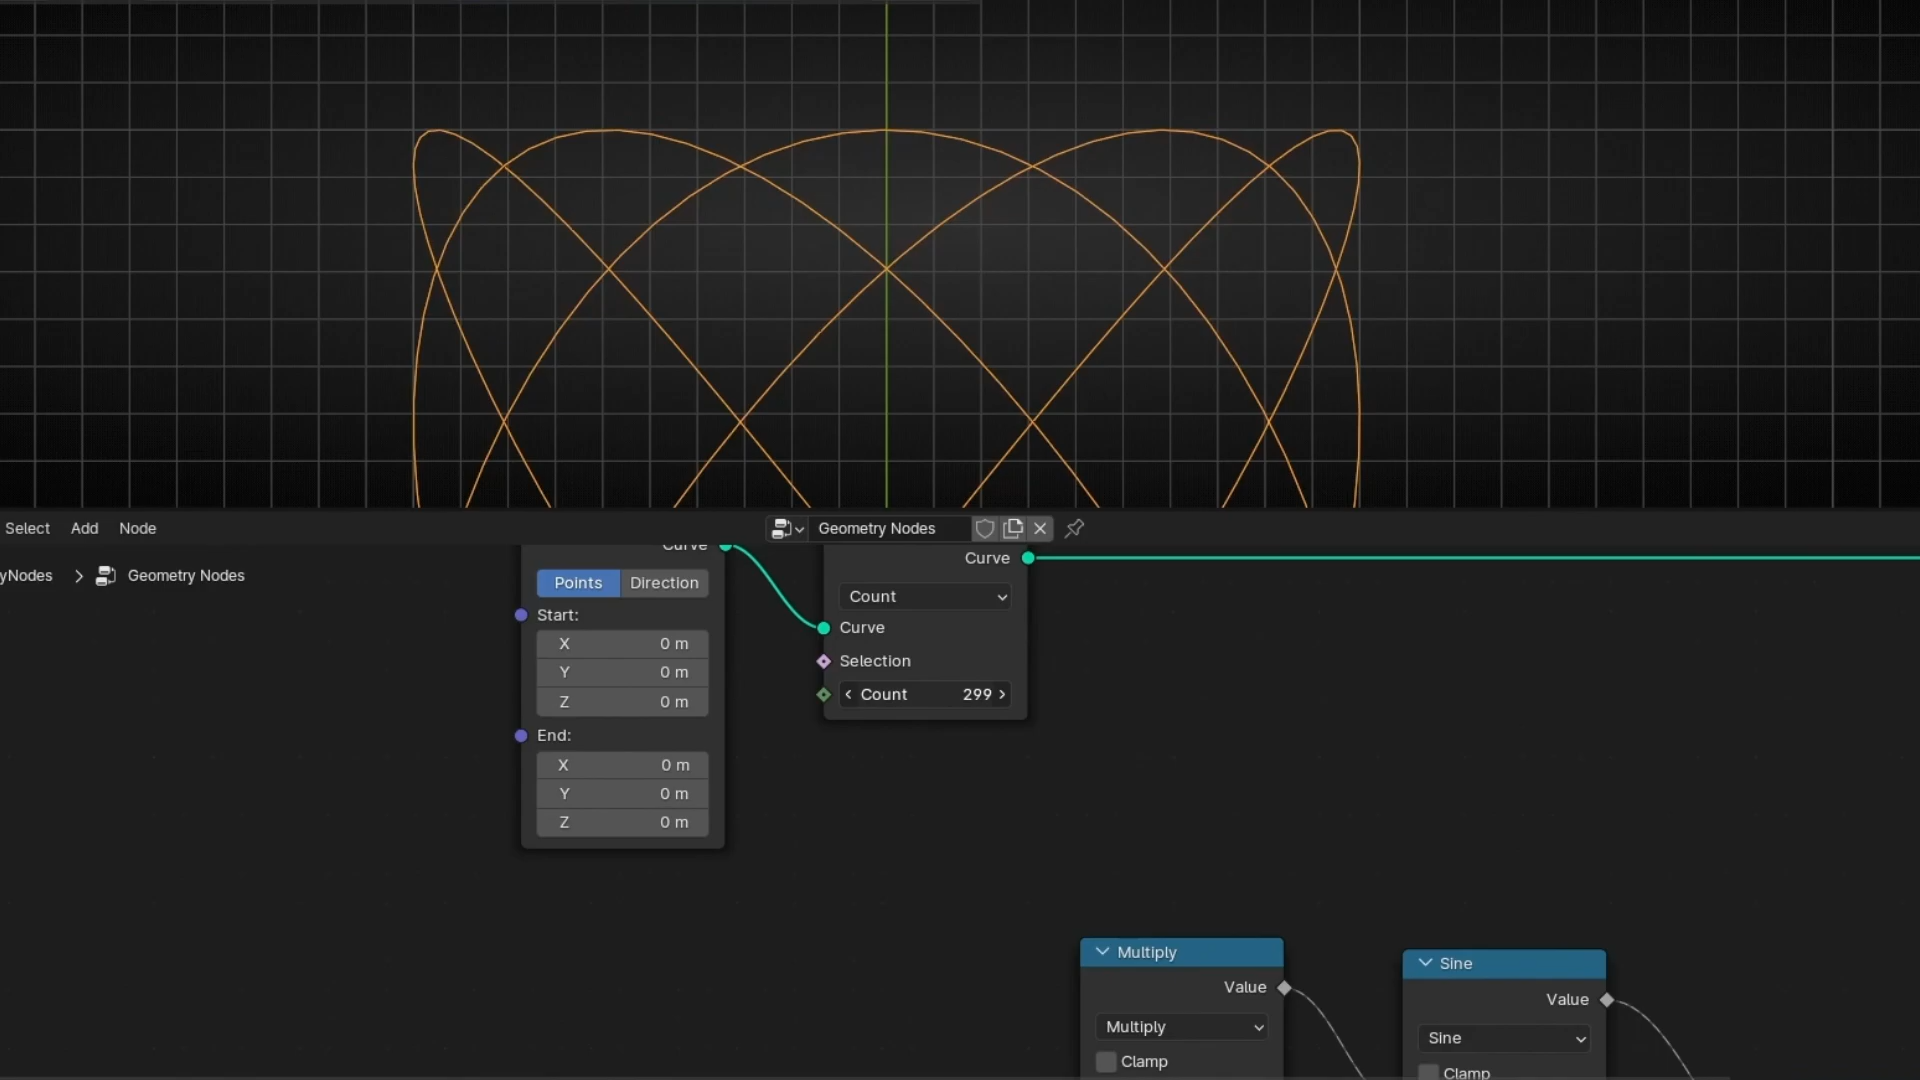 Select Add Node
Geometry Nodes
yNodes > Geometry Nodes
Curve
Points Direction
Start:
X 0 m
Y 0 m
Z 0 m
End:
X 0 m
Y 0 m
Z 0 m
Curve
Count
Curve
Selection
Count 299
Multiply
Value
Multiply
Clamp
Sine
Value
Sine
Clamp